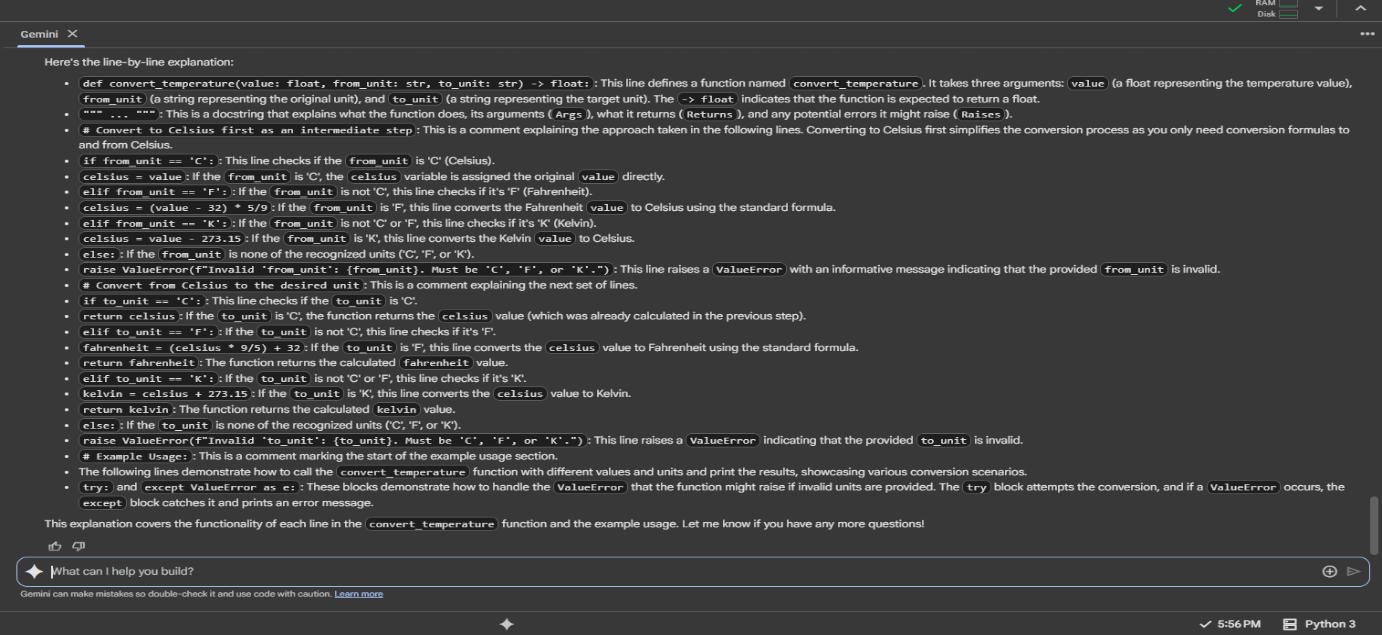 RAM
Disk
Gemini
Here's the line-by-line explanation:
• def convert_temperature(value: float, from_unit: str, to_unit: str) -> float: : This line defines a function named convert_temperature . It takes three arguments: value (a float representing the temperature value),
from_unit (a string representing the original unit), and to_unit (a string representing the target unit). The -> float indicates that the function is expected to return a float.
• """ ... """ : This is a docstring that explains what the function does, its arguments ( Args ), what it returns ( Returns ), and any potential errors it might raise ( Raises ).
• # Convert to Celsius first as an intermediate step : This is a comment explaining the approach taken in the following lines. Converting to Celsius first simplifies the conversion process as you only need conversion formulas to
and from Celsius.
• if from_unit == 'C': : This line checks if the from_unit is 'C' (Celsius).
• celsius = value : If the from_unit is 'C', the celsius variable is assigned the original value directly.
• elif from_unit == 'F': : If the from_unit is not 'C', this line checks if it's 'F' (Fahrenheit).
• celsius = (value - 32) * 5/9 : If the from_unit is 'F', this line converts the Fahrenheit value to Celsius using the standard formula.
• elif from_unit == 'K': : If the from_unit is not 'C' or 'F', this line checks if it's 'K' (Kelvin).
• celsius = value - 273.15 : If the from_unit is 'K', this line converts the Kelvin value to Celsius.
• else: : If the from_unit is none of the recognized units ('C', 'F', or 'K').
• raise ValueError(f"Invalid 'from_unit': {from_unit}. Must be 'C', 'F', or 'K'.") : This line raises a ValueError with an informative message indicating that the provided from_unit is invalid.
• # Convert from Celsius to the desired unit : This is a comment explaining the next set of lines.
• if to_unit == 'C': : This line checks if the to_unit is 'C'.
• return celsius : If the to_unit is 'C', the function returns the celsius value (which was already calculated in the previous step).
• elif to_unit == 'F': : If the to_unit is not 'C', this line checks if it's 'F'.
• fahrenheit = (celsius * 9/5) + 32 : If the to_unit is 'F', this line converts the celsius value to Fahrenheit using the standard formula.
• return fahrenheit : The function returns the calculated fahrenheit value.
• elif to_unit == 'K': : If the to_unit is not 'C' or 'F', this line checks if it's 'K'.
• kelvin = celsius + 273.15 : If the to_unit is 'K', this line converts the celsius value to Kelvin.
• return kelvin : The function returns the calculated kelvin value.
• else: : If the to_unit is none of the recognized units ('C', 'F', or 'K').
• raise ValueError(f"Invalid 'to_unit': {to_unit}. Must be 'C', 'F', or 'K'.") : This line raises a ValueError indicating that the provided to_unit is invalid.
• # Example Usage: : This is a comment marking the start of the example usage section.
• The following lines demonstrate how to call the convert_temperature function with different values and units and print the results, showcasing various conversion scenarios.
• try: and except ValueError as e: : These blocks demonstrate how to handle the ValueError that the function might raise if invalid units are provided. The try block attempts the conversion, and if a ValueError occurs, the
except block catches it and prints an error message.
This explanation covers the functionality of each line in the convert_temperature function and the example usage. Let me know if you have any more questions!
What can I help you build?
Gemini can make mistakes so double-check it and use code with caution. Learn more
5:56 PM Python 3